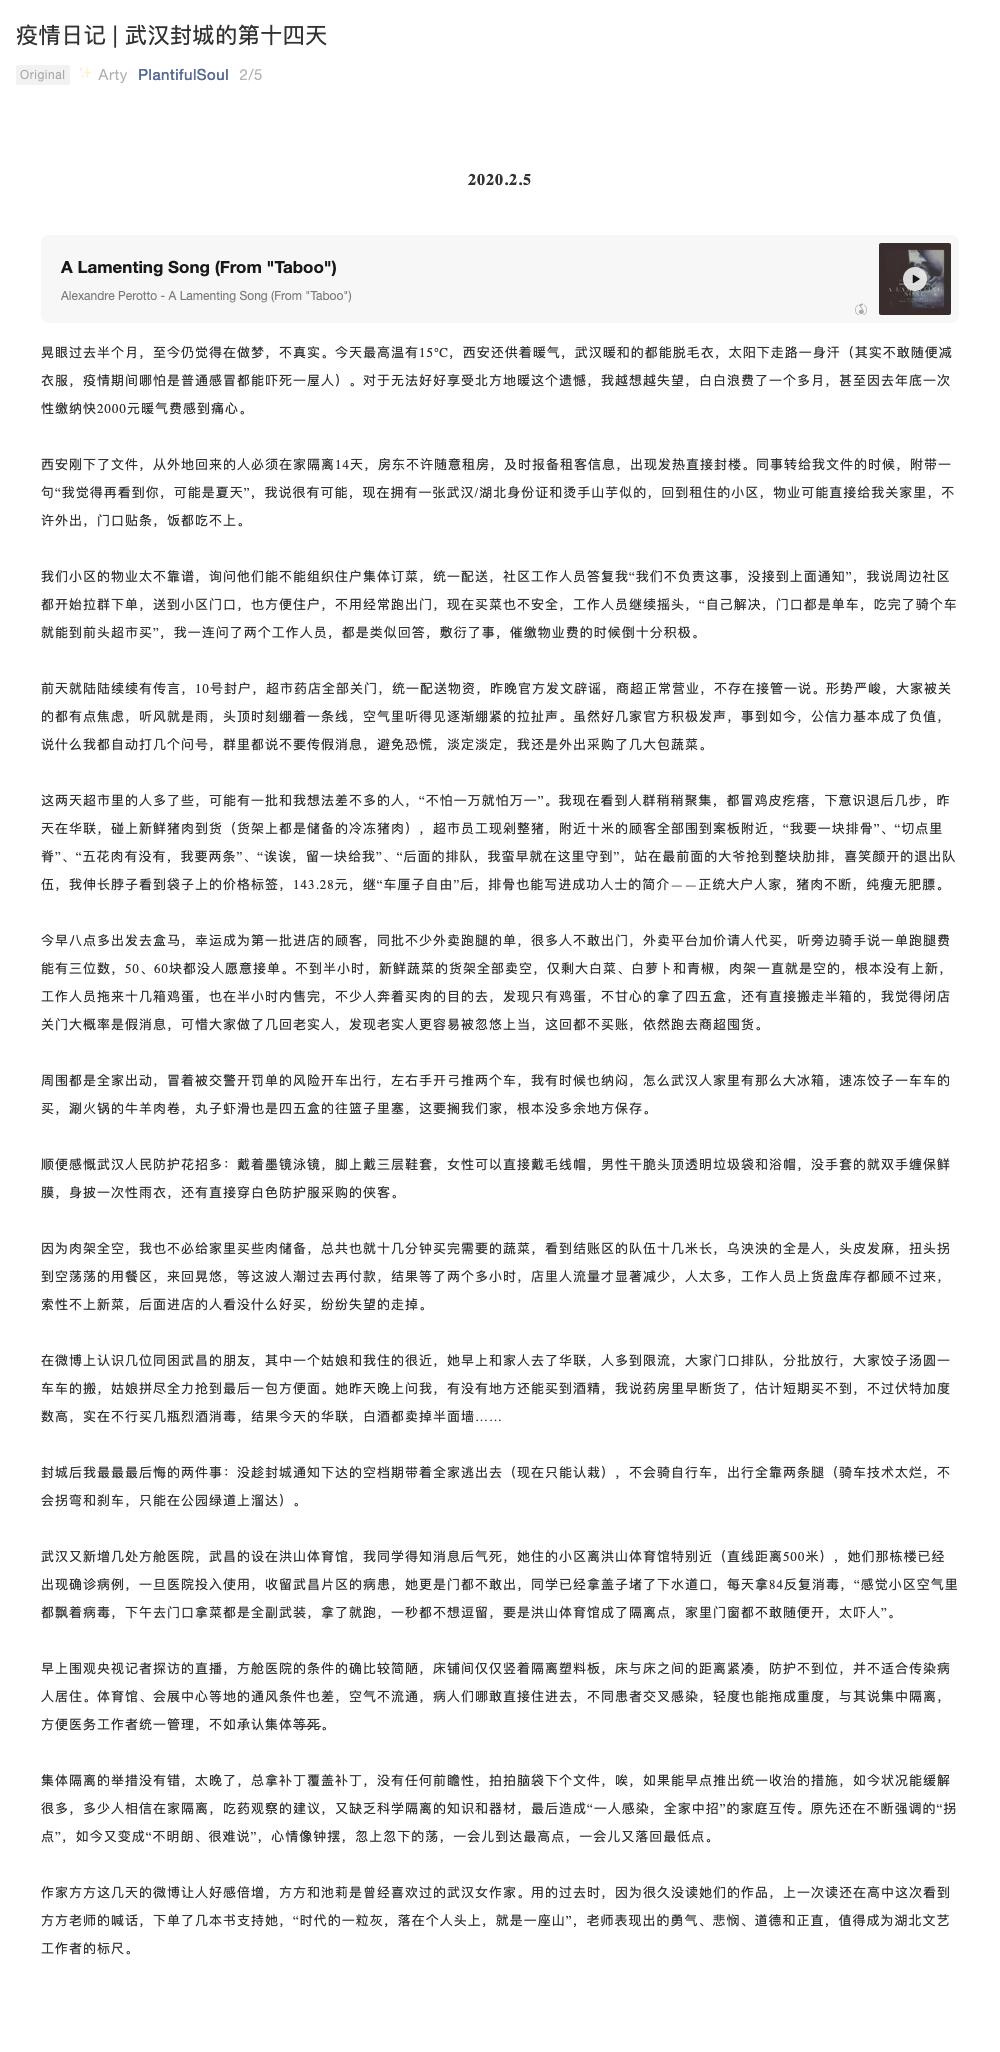 疫情日记 | 武汉封城的第十四天
Original ✨ Arty PlantifulSoul 2/5
2020.2.5
A Lamenting Song (From "Taboo")
Alexandre Perotto - A Lamenting Song (From "Taboo")
晃眼过去半个月，至今仍觉得在做梦，不真实。今天最高温有15°C，西安还供着暖气，武汉暖和的都能脱毛衣，太阳下走路一身汗（其实不敢随便减
衣服，疫情期间哪怕是普通感冒都能吓死一屋人）。对于无法好好享受北方地暖这个遗憾，我越想越失望，白白浪费了一个多月，甚至因去年底一次
性缴纳快2000元暖气费感到痛心。
西安刚下了文件，从外地回来的人必须在家隔离14天，房东不许随意租房，及时报备租客信息，出现发热直接封楼。同事转给我文件的时候，附带一
句“我觉得再看到你，可能是夏天”，我说很有可能，现在拥有一张武汉/湖北身份证和烫手山芋似的，回到租住的小区，物业可能直接给我关家里，不
许外出，门口贴条，饭都吃不上。
我们小区的物业太不靠谱，询问他们能不能组织住户集体订菜，统一配送，社区工作人员答复我“我们不负责这事，没接到上面通知”，我说周边社区
都开始拉群下单，送到小区门口，也方便住户，不用经常跑出门，现在买菜也不安全，工作人员继续摇头，“自己解决，门口都是单车，吃完了骑个车
就能到前头超市买”，我一连问了两个工作人员，都是类似回答，敷衍了事，催缴物业费的时候倒十分积极。
前天就陆陆续续有传言，10号封户，超市药店全部关门，统一配送物资，昨晚官方发文辟谣，商超正常营业，不存在接管一说。形势严峻，大家被关
的都有点焦虑，听风就是雨，头顶时刻绷着一条线，空气里听得见逐渐绷紧的拉扯声。虽然好几家官方积极发声，事到如今，公信力基本成了负值，
说什么我都自动打几个问号，群里都说不要传假消息，避免恐慌，淡定淡定，我还是外出采购了几大包蔬菜。
这两天超市里的人多了些，可能有一批和我想法差不多的人，“不怕一万就怕万一”。我现在看到人群稍稍聚集，都冒鸡皮疙瘩，下意识退后几步，昨
天在华联，碰上新鲜猪肉到货（货架上都是储备的冷冻猪肉），超市员工现剁整猪，附近十米的顾客全部围到案板附近，“我要一块排骨”、“切点里
脊”、“五花肉有没有，我要两条”、“诶诶，留一块给我”、“后面的排队，我蛮早就在这里守到”，站在最前面的大爷抢到整块肋排，喜笑颜开的退出队
伍，我伸长脖子看到袋子上的价格标签，143.28元，继“车厘子自由”后，排骨也能写进成功人士的简介——正统大户人家，猪肉不断，纯瘦无肥膘。
今早八点多出发去盒马，幸运成为第一批进店的顾客，同批不少外卖跑腿的单，很多人不敢出门，外卖平台加价请人代买，听旁边骑手说一单跑腿费
能有三位数，50、60块都没人愿意接单。不到半小时，新鲜蔬菜的货架全部卖空，仅剩大白菜、白萝卜和青椒，肉架一直就是空的，根本没有上新，
工作人员拖来十几箱鸡蛋，也在半小时内售完，不少人奔着买肉的目的去，发现只有鸡蛋，不甘心的拿了四五盒，还有直接搬走半箱的，我觉得闭店
关门大概率是假消息，可惜大家做了几回老实人，发现老实人更容易被忽悠上当，这回都不买账，依然跑去商超囤货。
周围都是全家出动，冒着被交警开罚单的风险开车出行，左右手开弓推两个车，我有时候也纳闷，怎么武汉人家里有那么大冰箱，速冻饺子一车车的
买，涮火锅的牛羊肉卷，丸子虾滑也是四五盒的往篮子里塞，这要搁我们家，根本没多余地方保存。
顺便感慨武汉人民防护花招多：戴着墨镜泳镜，脚上戴三层鞋套，女性可以直接戴毛线帽，男性干脆头顶透明垃圾袋和浴帽，没手套的就双手缠保鲜
膜，身披一次性雨衣，还有直接穿白色防护服采购的侠客。
因为肉架全空，我也不必给家里买些肉储备，总共也就十几分钟买完需要的蔬菜，看到结账区的队伍十几米长，乌泱泱的全是人，头皮发麻，扭头拐
到空荡荡的用餐区，来回晃悠，等这波人潮过去再付款，结果等了两个多小时，店里人流量才显著减少，人太多，工作人员上货盘库存都顾不过来，
索性不上新菜，后面进店的人看没什么好买，纷纷失望的走掉。
在微博上认识几位同困武昌的朋友，其中一个姑娘和我住的很近，她早上和家人去了华联，人多到限流，大家门口排队，分批放行，大家饺子汤圆一
车车的搬，姑娘拼尽全力抢到最后一包方便面。她昨天晚上问我，有没有地方还能买到酒精，我说药房里早断货了，估计短期买不到，不过伏特加度
数高，实在不行买几瓶烈酒消毒，结果今天的华联，白酒都卖掉半面墙……
封城后我最最最后悔的两件事：没趁封城通知下达的空档期带着全家逃出去（现在只能认栽），不会骑自行车，出行全靠两条腿（骑车技术太烂，不
会拐弯和刹车，只能在公园绿道上溜达）。
武汉又新增几处方舱医院，武昌的设在洪山体育馆，我同学得知消息后气死，她住的小区离洪山体育馆特别近（直线距离500米），她们那栋楼已经
出现确诊病例，一旦医院投入使用，收留武昌片区的病患，她更是门都不敢出，同学已经拿盖子堵了下水道口，每天拿84反复消毒，“感觉小区空气里
都飘着病毒，下午去门口拿菜都是全副武装，拿了就跑，一秒都不想逗留，要是洪山体育馆成了隔离点，家里门窗都不敢随便开，太吓人”。
早上围观央视记者探访的直播，方舱医院的条件的确比较简陋，床铺间仅仅竖着隔离塑料板，床与床之间的距离紧凑，防护不到位，并不适合传染病
人居住。体育馆、会展中心等地的通风条件也差，空气不流通，病人们哪敢直接住进去，不同患者交叉感染，轻度也能拖成重度，与其说集中隔离，
方便医务工作者统一管理，不如承认集体等死。
集体隔离的举措没有错，太晚了，总拿补丁覆盖补丁，没有任何前瞻性，拍拍脑袋下个文件，唉，如果能早点推出统一收治的措施，如今状况能缓解
很多，多少人相信在家隔离，吃药观察的建议，又缺乏科学隔离的知识和器材，最后造成“一人感染，全家中招”的家庭互传。原先还在不断强调的“拐
点”，如今又变成“不明朗、很难说”，心情像钟摆，忽上忽下的荡，一会儿到达最高点，一会儿又落回最低点。
作家方方这几天的微博让人好感倍增，方方和池莉是曾经喜欢过的武汉女作家。用的过去时，因为很久没读她们的作品，上一次读还在高中这次看到
方方老师的喊话，下单了几本书支持她，“时代的一粒灰，落在个人头上，就是一座山”，老师表现出的勇气、悲悯、道德和正直，值得成为湖北文艺
工作者的标尺。